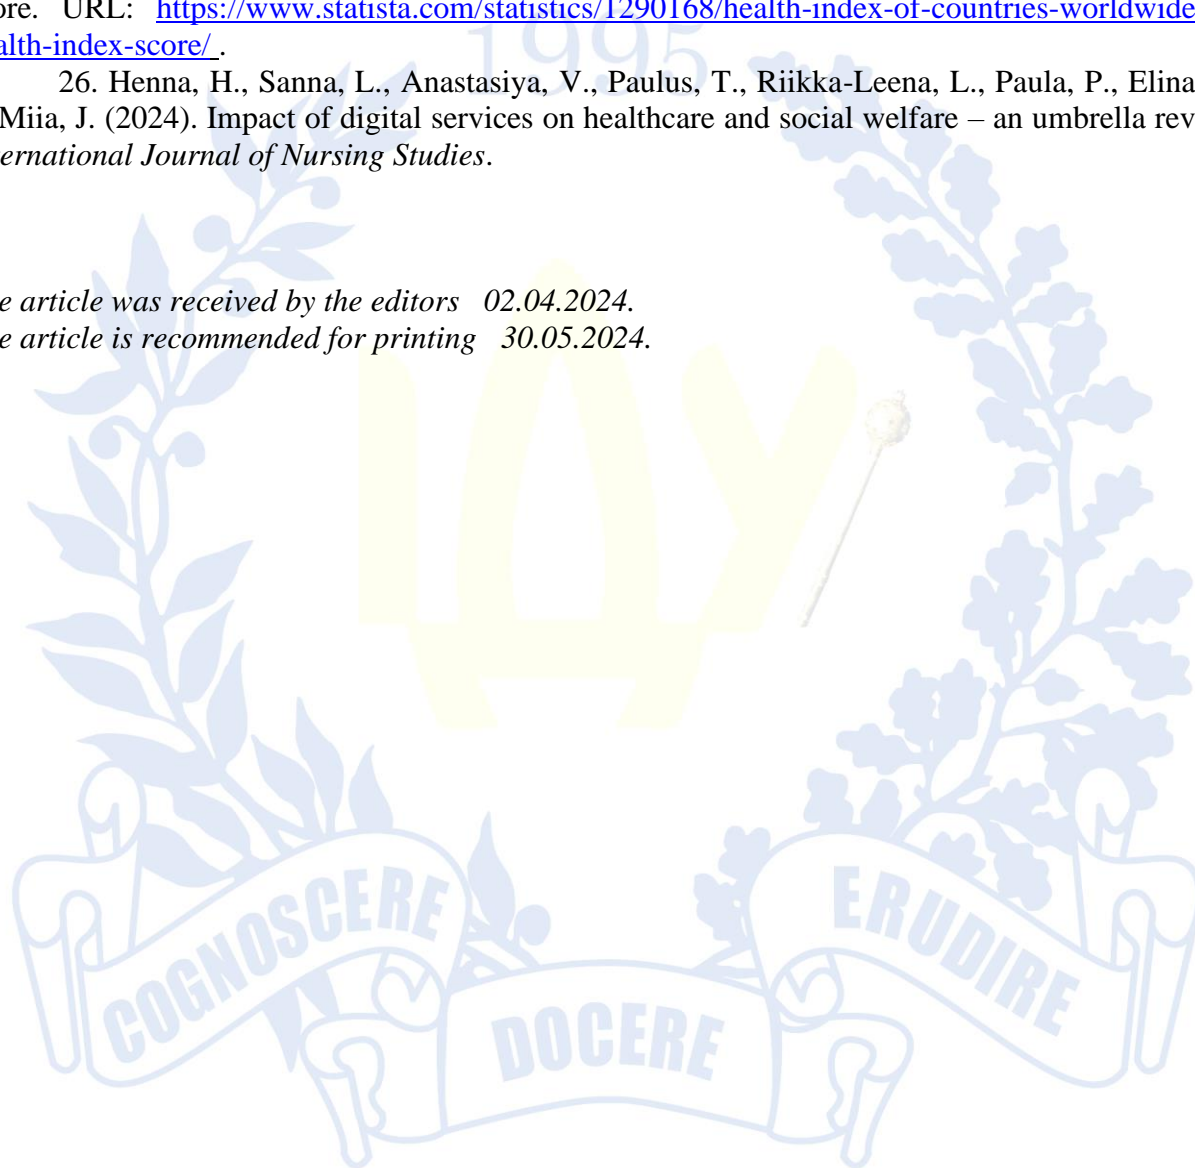 ore. URL: https://www.statista.com/statistics/1290168/health-index-of-countries-worldwide
alth-index-score/ .
26. Henna, H., Sanna, L., Anastasiya, V., Paulus, T., Riikka-Leena, L., Paula, P., Elina
Miia, J. (2024). Impact of digital services on healthcare and social welfare – an umbrella rev
ernational Journal of Nursing Studies.
e article was received by the editors 02.04.2024.
e article is recommended for printing 30.05.2024.
1995
ІДУ
COGNOSCERE
DOCERE
ERUDIRE